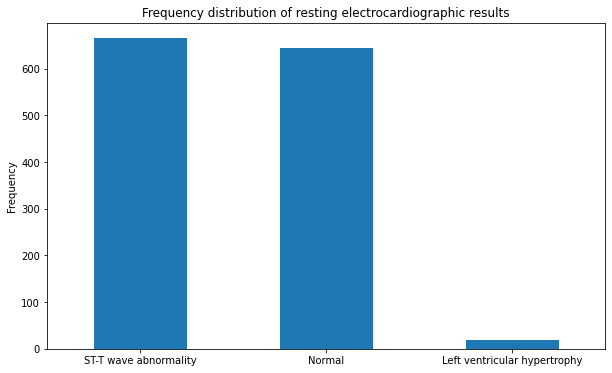 Frequency distribution of resting electrocardiographic results
Frequency
600
500
400
300
200
100
0
ST-T wave abnormality
Normal
Left ventricular hypertrophy